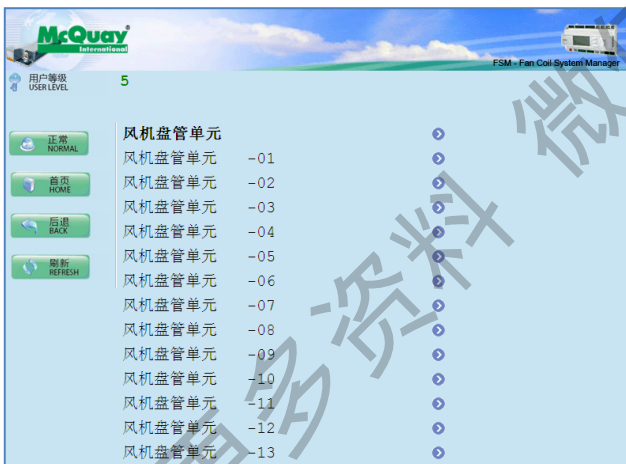 McQuay
International
FSM - Fan Coil System Manager
用户等级
USER LEVEL
5
正常
NORMAL
首页
HOME
后退
BACK
刷新
REFRESH
风机盘管单元
风机盘管单元 -01
风机盘管单元 -02
风机盘管单元 -03
风机盘管单元 -04
风机盘管单元 -05
风机盘管单元 -06
风机盘管单元 -07
风机盘管单元 -08
风机盘管单元 -09
风机盘管单元 -10
风机盘管单元 -11
风机盘管单元 -12
风机盘管单元 -13
更多资料 微